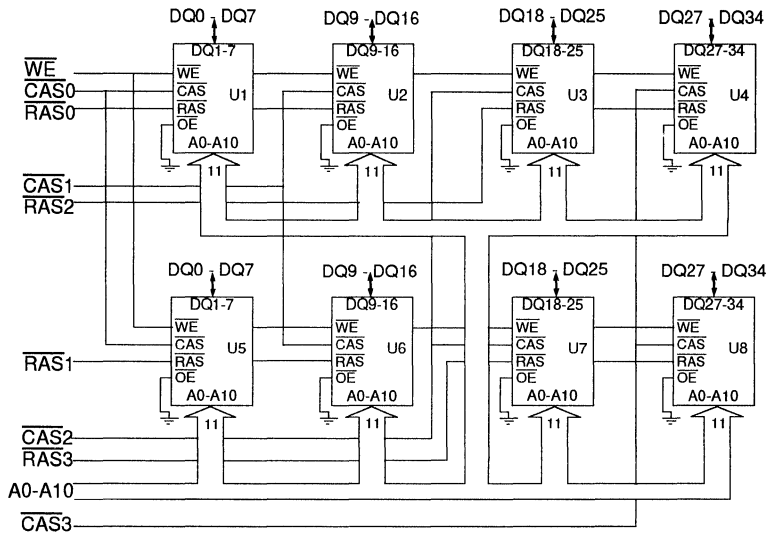 DQ0 - DQ7 DQ9 - DQ16 DQ18 - DQ25 DQ27 - DQ34
DQ1-7 DQ9-16 DQ18-25 DQ27-34
WE WE WE WE WE
CAS0 CAS CAS CAS CAS
U1 U2 U3 U4
RAS0 RAS RAS RAS RAS
OE OE OE OE
A0-A10 A0-A10 A0-A10 A0-A10
11 11 11 11
CAS1
RAS2
DQ0 - DQ7 DQ9 - DQ16 DQ18 - DQ25 DQ27 - DQ34
DQ1-7 DQ9-16 DQ18-25 DQ27-34
WE WE WE WE
CAS CAS CAS CAS
U5 U6 U7 U8
RAS1 RAS RAS RAS RAS
OE OE OE OE
A0-A10 A0-A10 A0-A10 A0-A10
11 11 11 11
CAS2
RAS3
A0-A10
CAS3